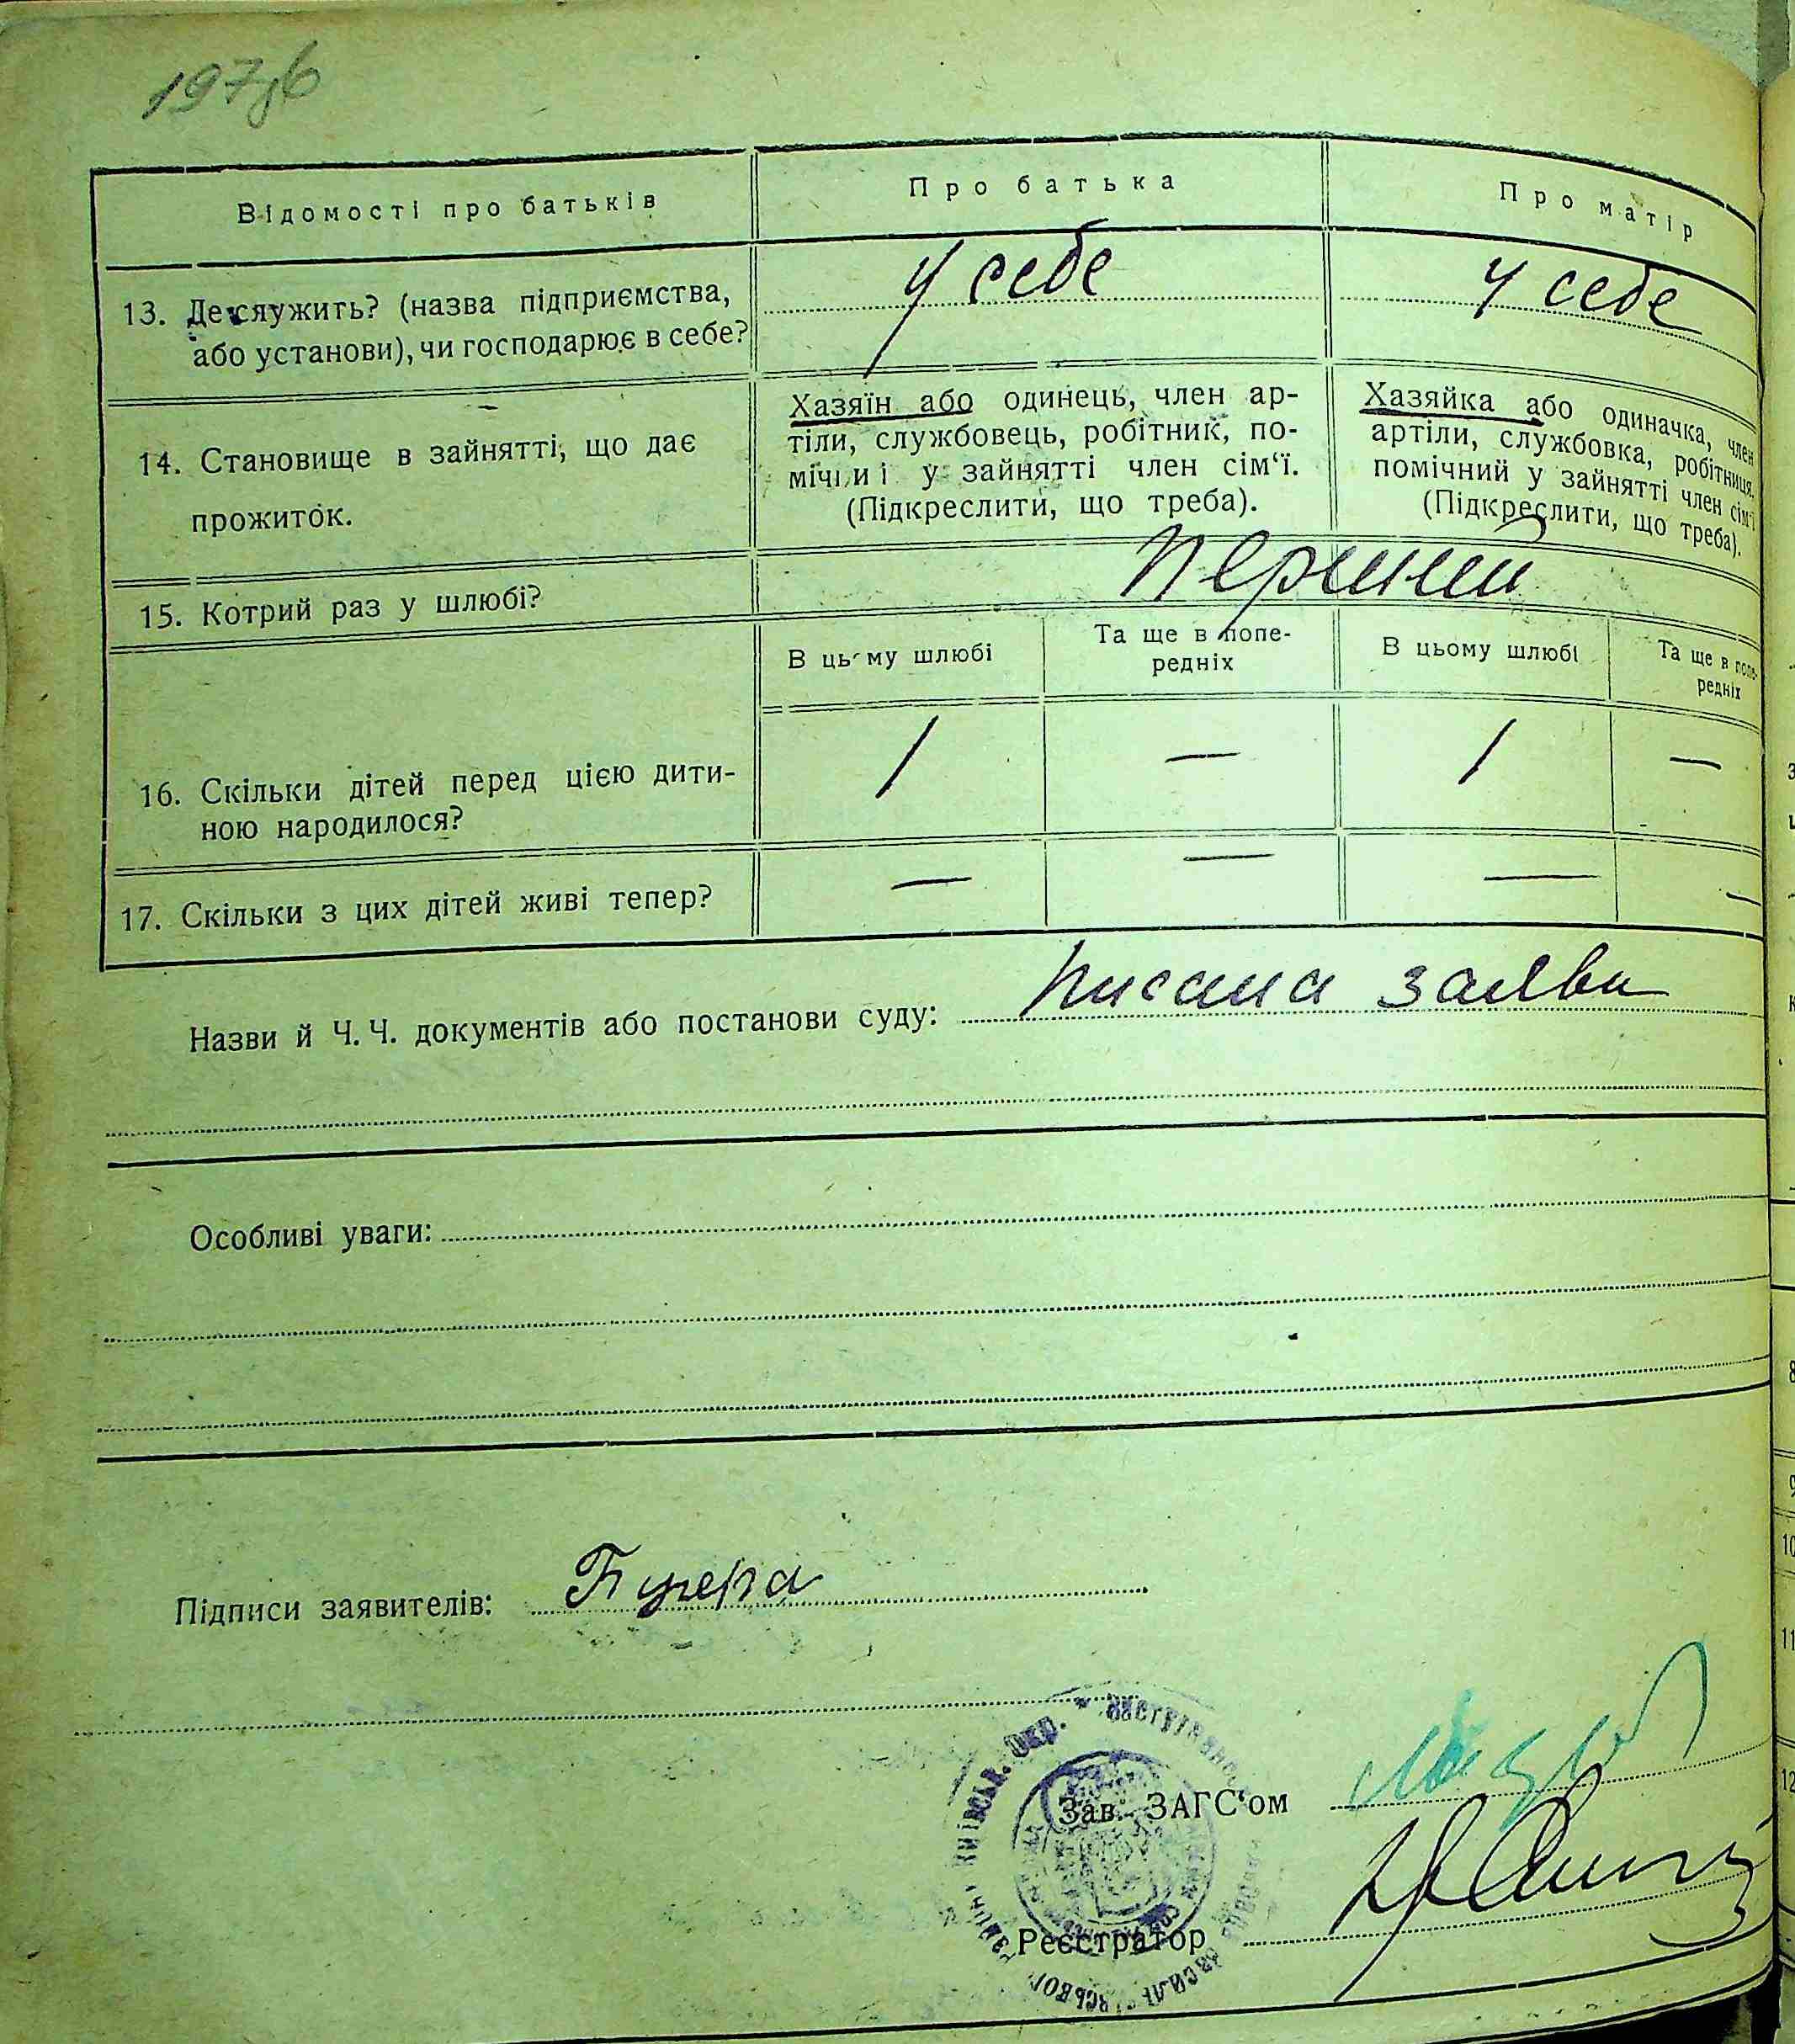 Відомості про батьків
Про батька
Про матір
13. Де служить? (назва підприємства,
або установи), чи господарює в себе?
у себе
у себе
14. Становище в зайнятті, що дає
прожиток.
Хазяїн або одинець, член ар-
тіли, службовець, робітник, по-
мічний у зайнятті член сім‘ї.
(Підкреслити, що треба).
Хазяйка або одиначка, член
артіли, службовка, робітниця,
помічний у зайнятті член сім‘ї
(Підкреслити, що треба).
15. Котрий раз у шлюбі?
перший
В цьому шлюбі
Та ще в попе-
редніх
В цьому шлюбі
Та ще в попе-
редніх
16. Скільки дітей перед цією дити-
ною народилося?
1 — 1 —
17. Скільки з цих дітей живі тепер?
— — — —
Назви й Ч. Ч. документів або постанови суду: писана заява
Особливі уваги:
Підписи заявителів:
Зав. ЗАГС‘ом
Реєстратор